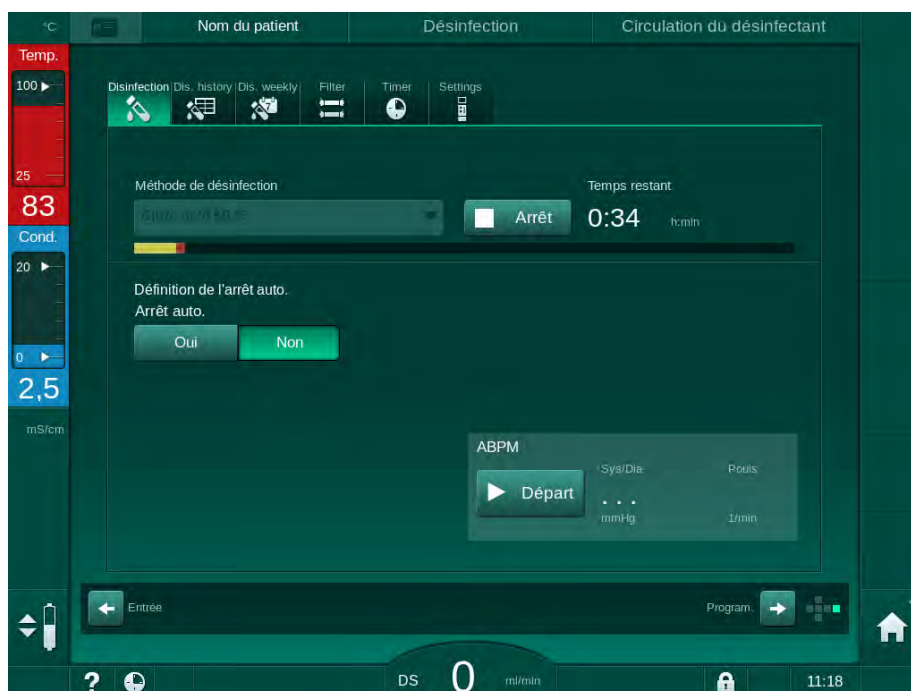 °C
Nom du patient
Désinfection
Circulation du désinfectant
Temp.
100
25
83
Cond.
20
0
2,5
mS/cm
Disinfection
Dis. history
Dis. weekly
Filter
Timer
Settings
7
Méthode de désinfection
Temps restant
Arrêt
0:34
h:min
Définition de l'arrêt auto.
Arrêt auto.
Oui
Non
ABPM
Sys/Dia
Pouls
Départ
. . .
mmHg
1/min
Entrée
Program.
?
DS
0
ml/min
11:18